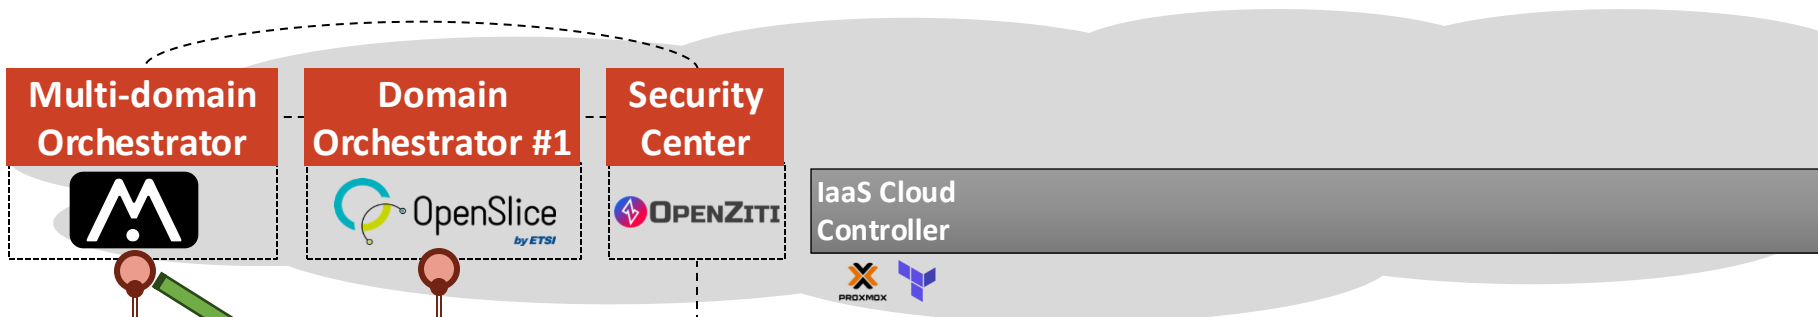 Multi-domain
Orchestrator
Domain
Orchestrator #1
Security
Center
OpenSlice
by ETSI
OPENZITI
IaaS Cloud
Controller
PROXMOX